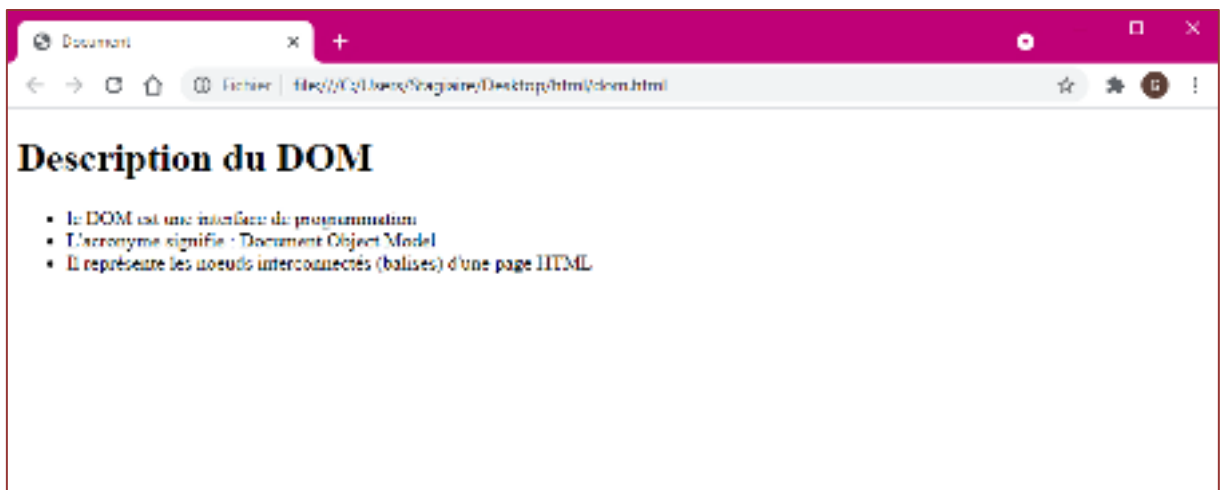 Document
Fichier | file:///C:/Users/Stagiaire/Desktop/html/dom.html
G
Description du DOM
• le DOM est une interface de programmation
• L'acronyme signifie : Document Object Model
• Il représente les noeuds interconnectés (balises) d'une page HTML